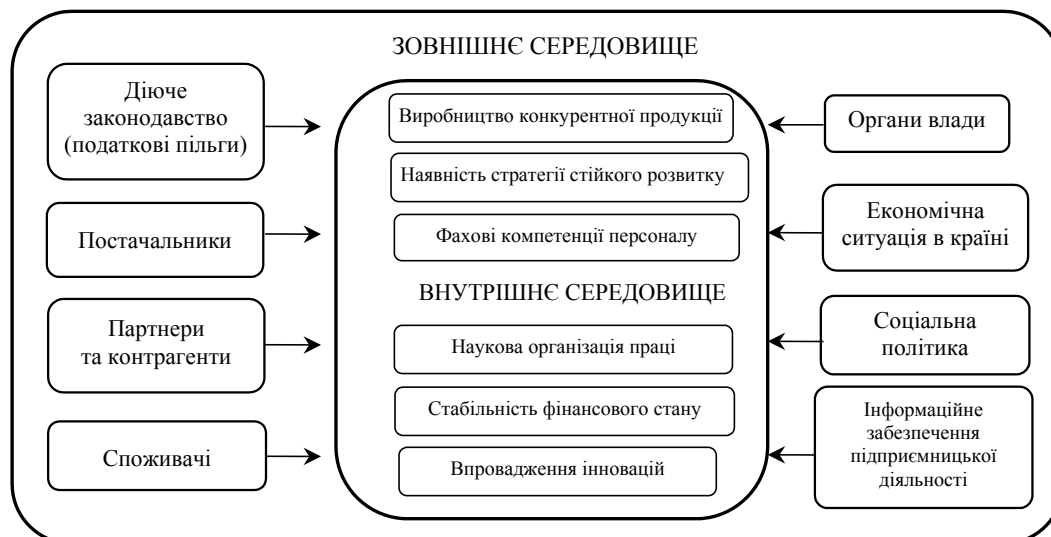 ЗОВНІШНЄ СЕРЕДОВИЩЕ
Діюче
законодавство
(податкові пільги)
Постачальники
Партнери
та контрагенти
Споживачі
Виробництво конкурентної продукції
Наявність стратегії стійкого розвитку
Фахові компетенції персоналу
ВНУТРІШНЄ СЕРЕДОВИЩЕ
Наукова організація праці
Стабільність фінансового стану
Впровадження інновацій
Органи влади
Економічна
ситуація в країні
Соціальна
політика
Інформаційне
забезпечення
підприємницької
діяльності